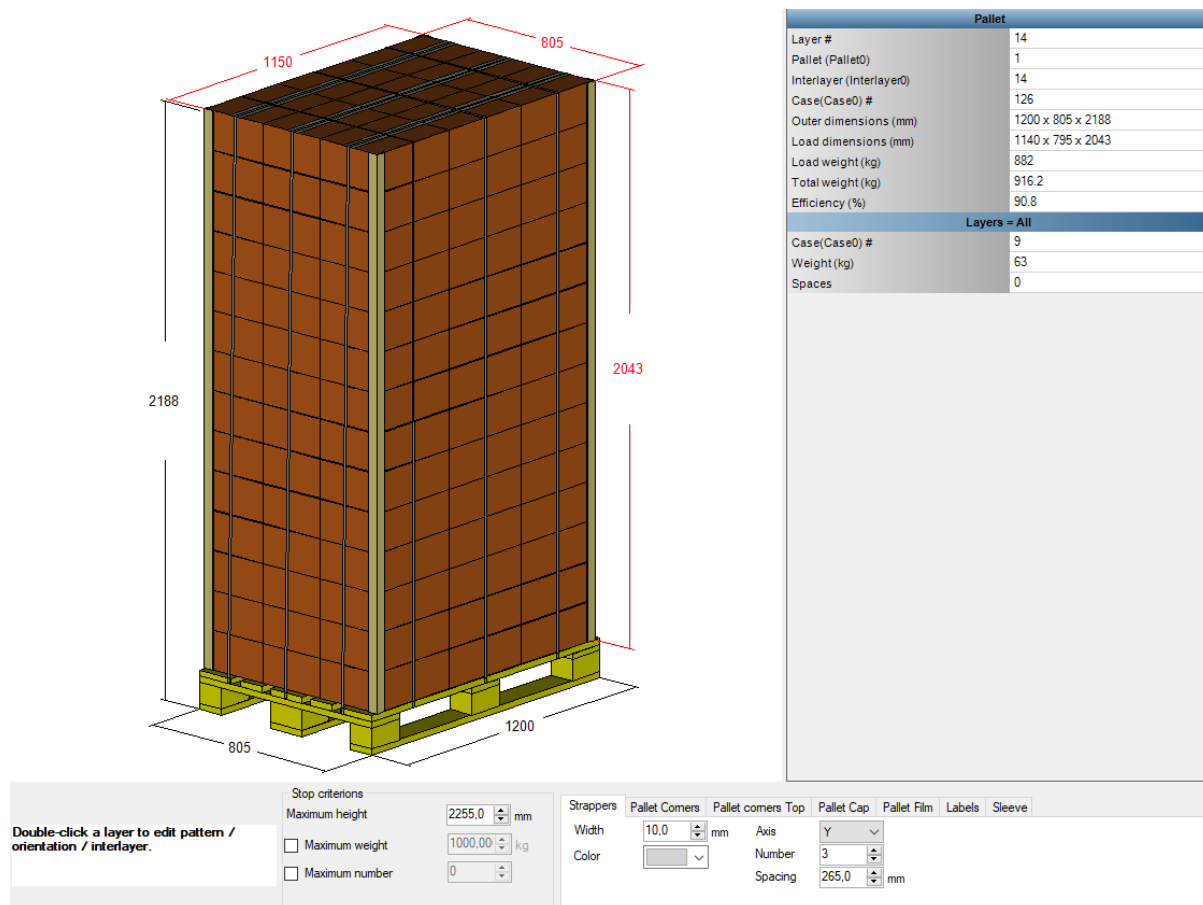 1150
805
2188
2043
805
1200
Pallet
Layer # 14
Pallet (Pallet0) 1
Interlayer (Interlayer0) 14
Case(Case0) # 126
Outer dimensions (mm) 1200 x 805 x 2188
Load dimensions (mm) 1140 x 795 x 2043
Load weight (kg) 882
Total weight (kg) 916.2
Efficiency (%) 90.8
Layers = All
Case(Case0) # 9
Weight (kg) 63
Spaces 0
Double-click a layer to edit pattern /
orientation / interlayer.
Stop criterions
Maximum height 2255,0 mm
Maximum weight 1000,00 kg
Maximum number 0
Strappers Pallet Corners Pallet corners Top Pallet Cap Pallet Film Labels Sleeve
Width 10,0 mm Axis Y
Color Number 3
Spacing 265,0 mm